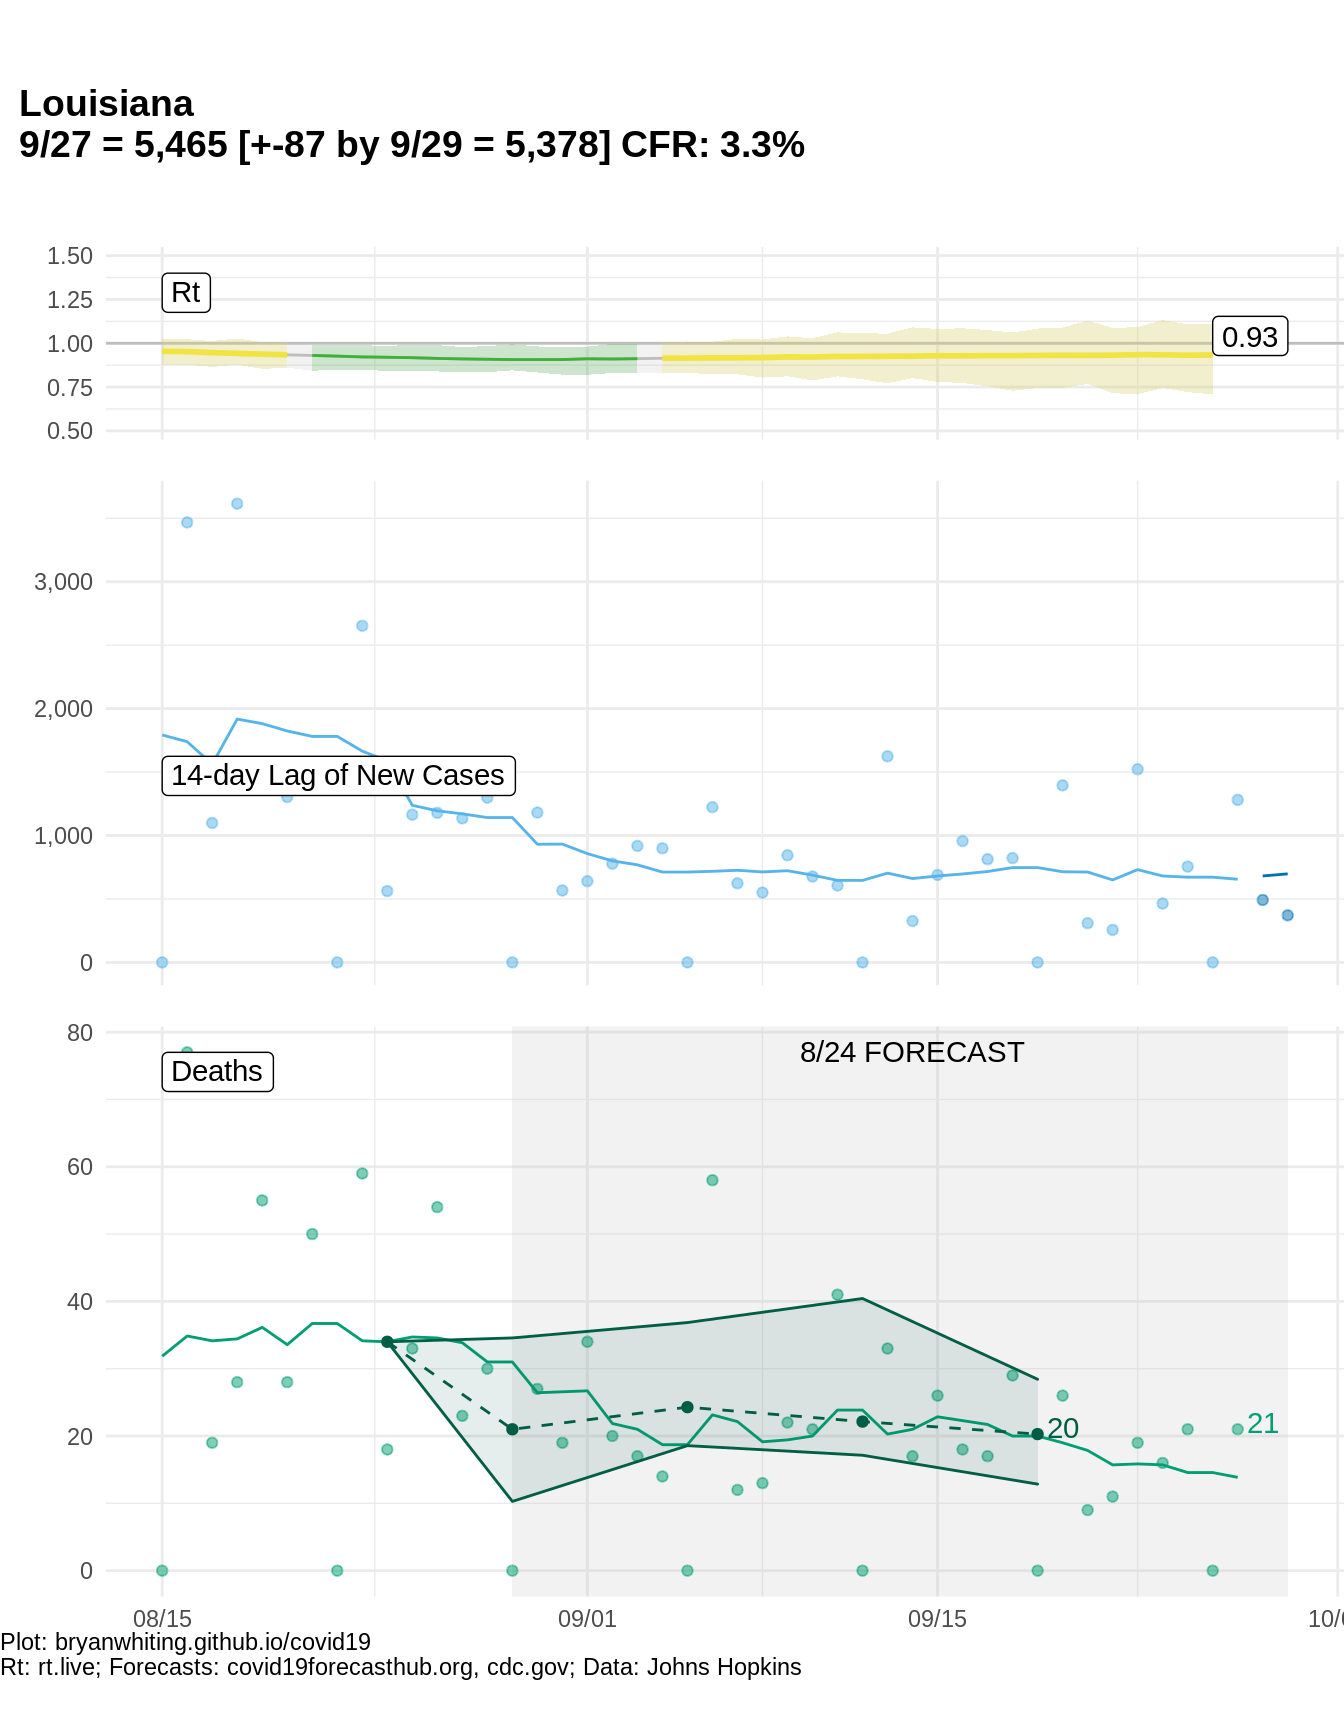 Louisiana
9/27 = 5,465 [+-87 by 9/29 = 5,378] CFR: 3.3%
1.50
1.25
1.00
0.75
0.50
Rt
0.93
3,000
2,000
1,000
0
14-day Lag of New Cases
80
60
40
20
0
Deaths
8/24 FORECAST
20
21
08/15
09/01
09/15
10/0
Plot: bryanwhiting.github.io/covid19
Rt: rt.live; Forecasts: covid19forecasthub.org, cdc.gov; Data: Johns Hopkins